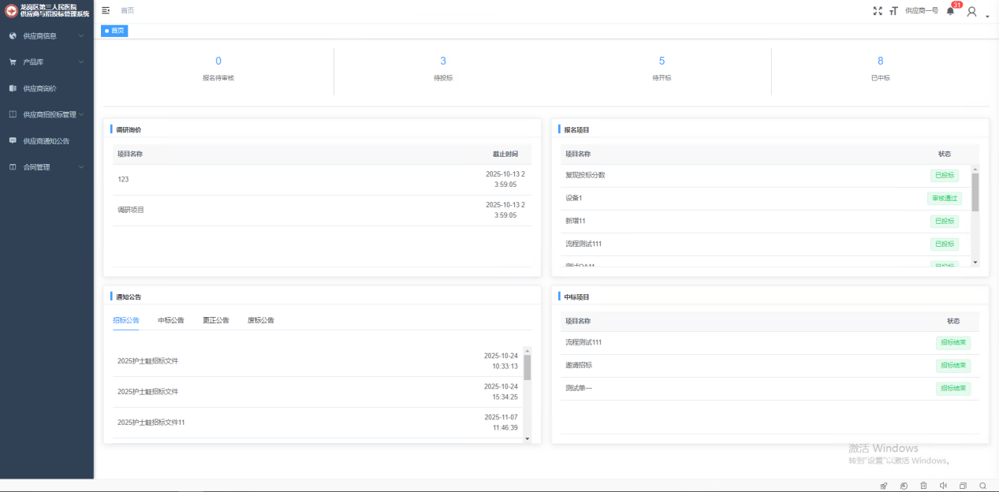 龙岗区第三人民医院
供应商与招投标管理系统
首页
供应商一号
31
首页
供应商信息
产品库
供应商询价
供应商招投标管理
供应商通知公告
合同管理
0
报名待审核
3
待投标
5
待开标
8
已中标
调研询价
项目名称 截止时间
123 2025-10-13 2
3:59:05
调研项目 2025-10-13 2
3:59:05
报名项目
项目名称 状态
复现投标分数 已投标
设备1 审核通过
新增11 已投标
流程测试111 已投标
测试QA11 已投标
通知公告
招标公告 中标公告 更正公告 废标公告
2025护士鞋招标文件 2025-10-24
10:33:13
2025护士鞋招标文件 2025-10-24
15:34:25
2025护士鞋招标文件11 2025-11-07
11:46:39
中标项目
项目名称 状态
流程测试111 招标结束
邀请招标 招标结束
测试单一 招标结束
激活 Windows
转到"设置"以激活 Windows。